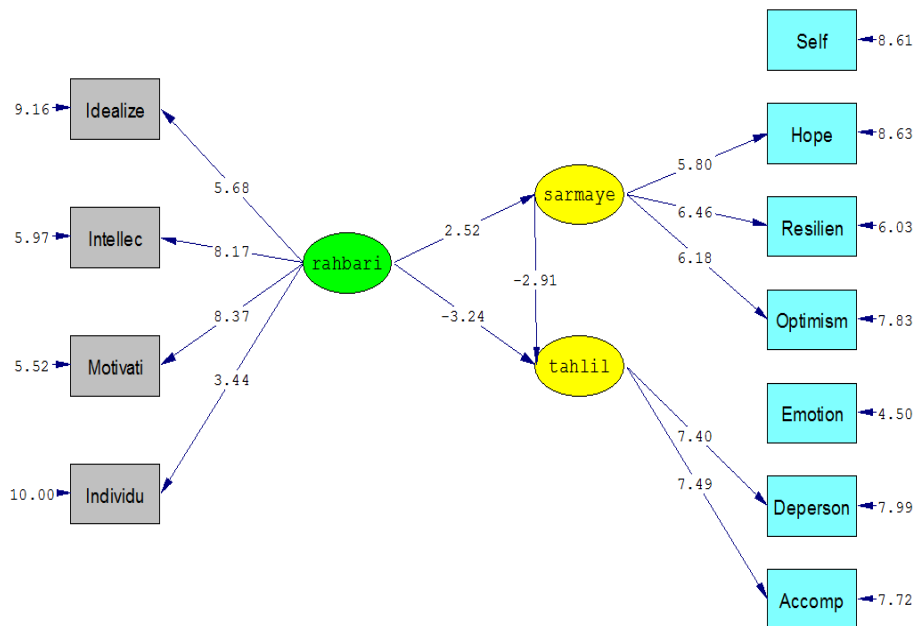 Self
8.61
9.16
Idealize
Hope
8.63
5.80
5.68
sarmaye
6.46
Resilien
6.03
5.97
Intellec
8.17
2.52
rahbari
6.18
-2.91
8.37
-3.24
Optimism
7.83
5.52
Motivati
tahlil
3.44
Emotion
4.50
7.40
7.49
10.00
Individu
Deperson
7.99
Accomp
7.72